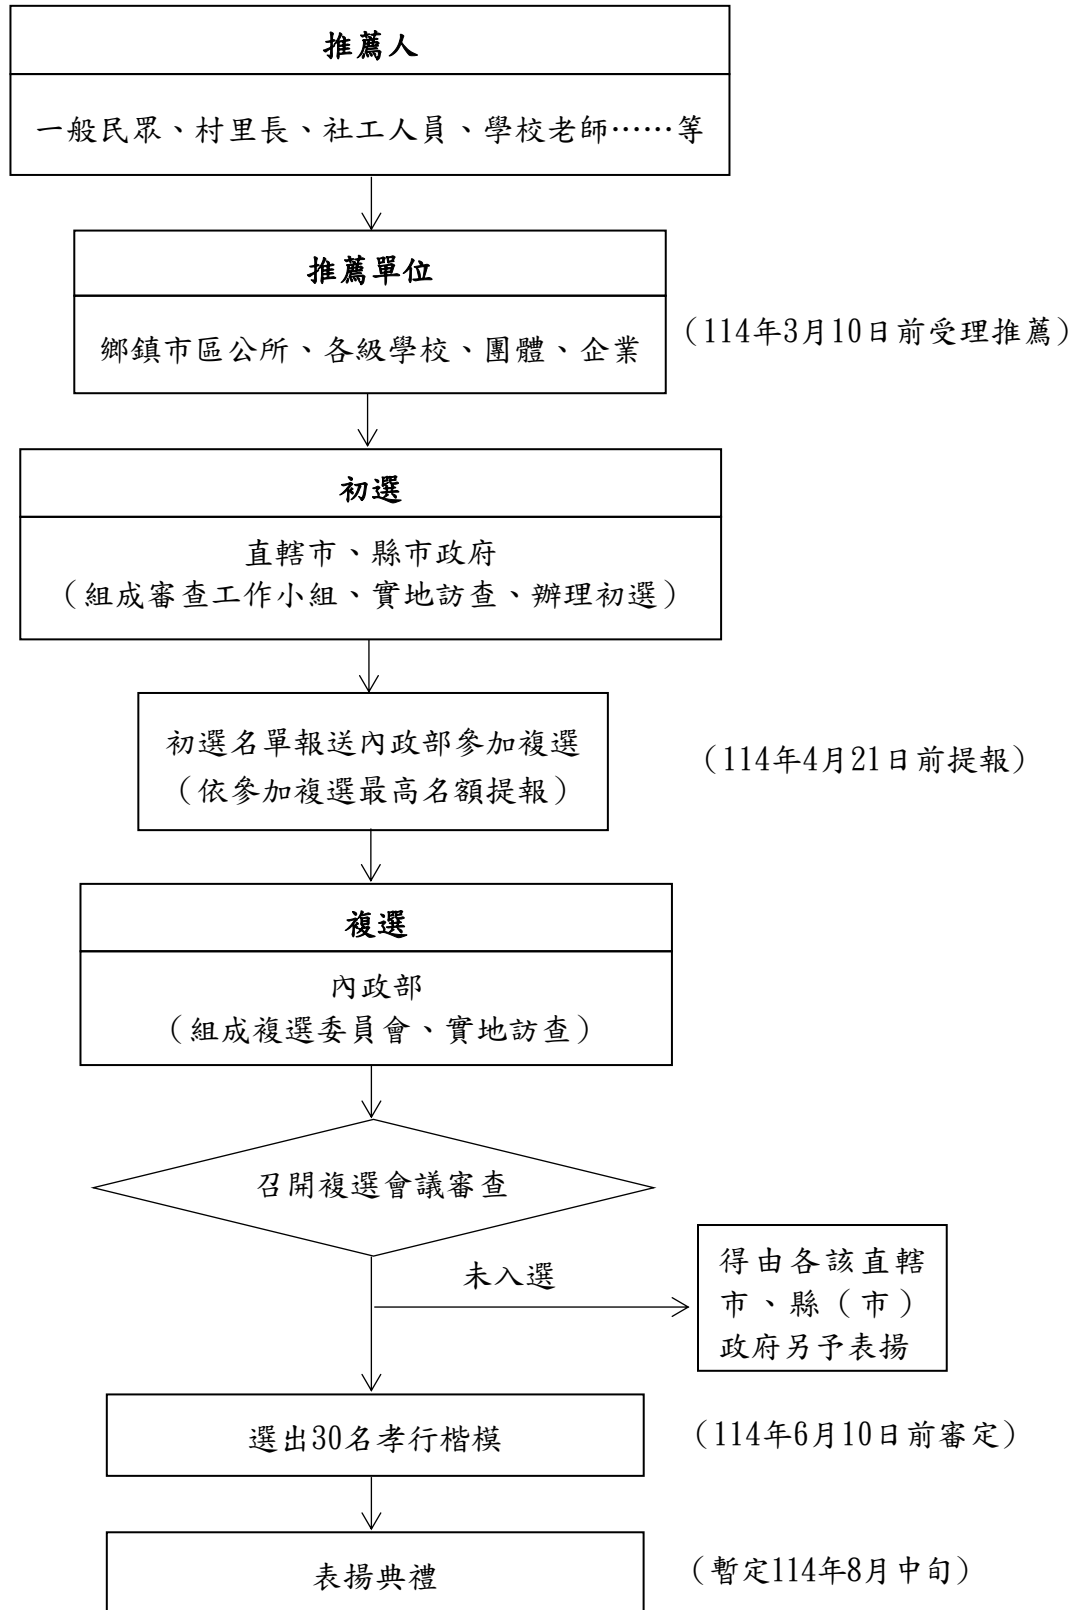 推薦人
一般民眾、村里長、社工人員、學校老師……等
推薦單位
鄉鎮市區公所、各級學校、團體、企業
（114年3月10日前受理推薦）
初選
直轄市、縣市政府
（組成審查工作小組、實地訪查、辦理初選）
初選名單報送內政部參加複選
（依參加複選最高名額提報）
（114年4月21日前提報）
複選
內政部
（組成複選委員會、實地訪查）
召開複選會議審查
未入選
得由各該直轄
市、縣（市）
政府另予表揚
選出30名孝行楷模
（114年6月10日前審定）
表揚典禮
（暫定114年8月中旬）